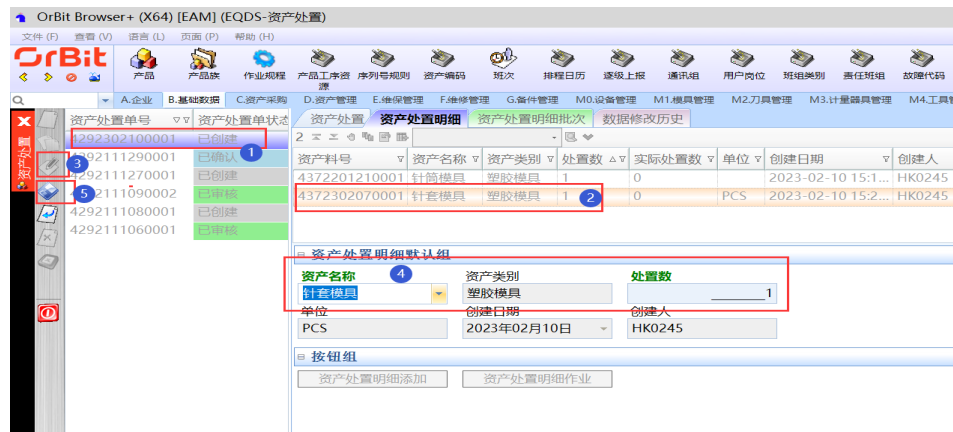 OrBit Browser+ (X64) [EAM] (EQDS-资产处置)
文件 (F) 查看 (V) 语言 (L) 页面 (P) 帮助 (H)
OrBit
产品 产品族 作业规程 产品工序资源 序列号规则 资产编码 班次 排程日历 逐级上报 通讯组 用户岗位 班组类别 责任班组 故障代码
A.企业 B.基础数据 C.资产采购 D.资产管理 E.维保管理 F.维修管理 G.备件管理 M0.设备管理 M1.模具管理 M2.刀具管理 M3.计量器具管理 M4.工具管
资产处置
资产处置单号 资产处置单状态
4292302100001 已创建
1
4292111290001 已确认
3
4292111270001 已创建
5
4292111090002 已审核
4292111080001 已创建
4292111060001 已审核
资产处置 资产处置明细 资产处置明细批次 数据修改历史
2
资产料号 资产名称 资产类别 处置数 实际处置数 单位 创建日期 创建人
4372201210001 针筒模具 塑胶模具 1 0 2023-02-10 15:1... HK0245
4372302070001 针套模具 塑胶模具 1 2 0 PCS 2023-02-10 15:2... HK0245
资产处置明细默认组
4
资产名称 资产类别 处置数
针套模具 塑胶模具 1
单位 创建日期 创建人
PCS 2023年02月10日 HK0245
按钮组
资产处置明细添加 资产处置明细作业